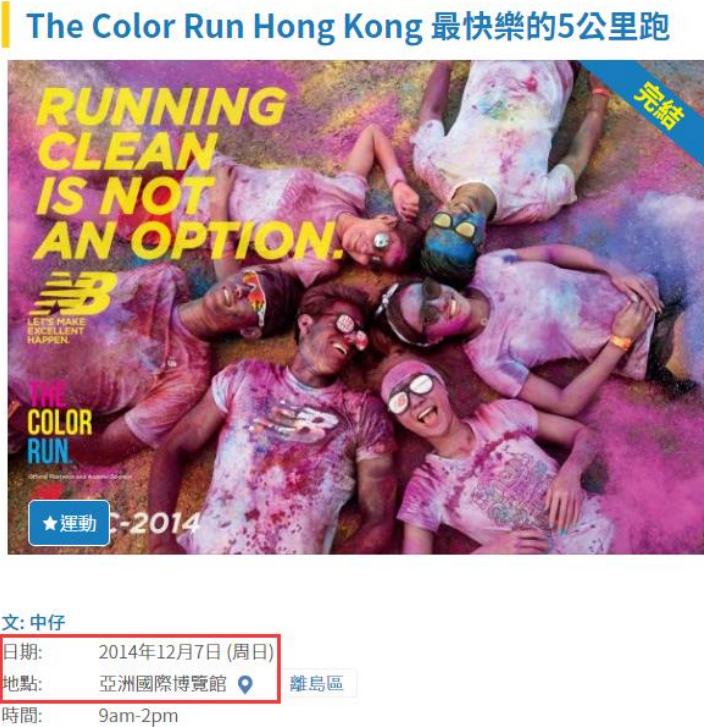 The Color Run Hong Kong 最快樂的5公里跑
完結
RUNNING
CLEAN
IS NOT
AN OPTION.
LET'S MAKE
EXCELLENT
HAPPEN.
THE
COLOR
RUN
★運動
-2014
文: 中仔
日期: 2014年12月7日 (周日)
地點: 亞洲國際博覽館 離島區
時間: 9am-2pm